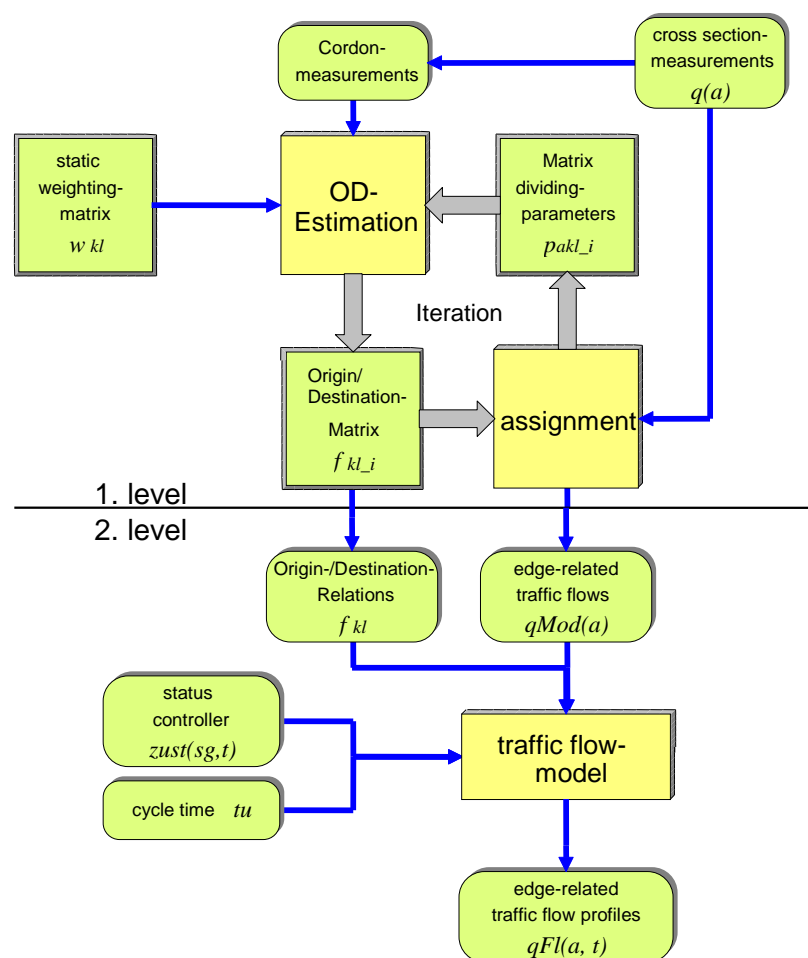 Cordon-
measurements
cross section-
measurements
q(a)
static
weighting-
matrix
w kl
OD-
Estimation
Matrix
dividing-
parameters
pakl_i
Iteration
Origin/
Destination-
Matrix
f kl_i
assignment
1. level
2. level
Origin-/Destination-
Relations
f kl
edge-related
traffic flows
qMod(a)
status
controller
zust(sg,t)
cycle time tu
traffic flow-
model
edge-related
traffic flow profiles
qFl(a, t)